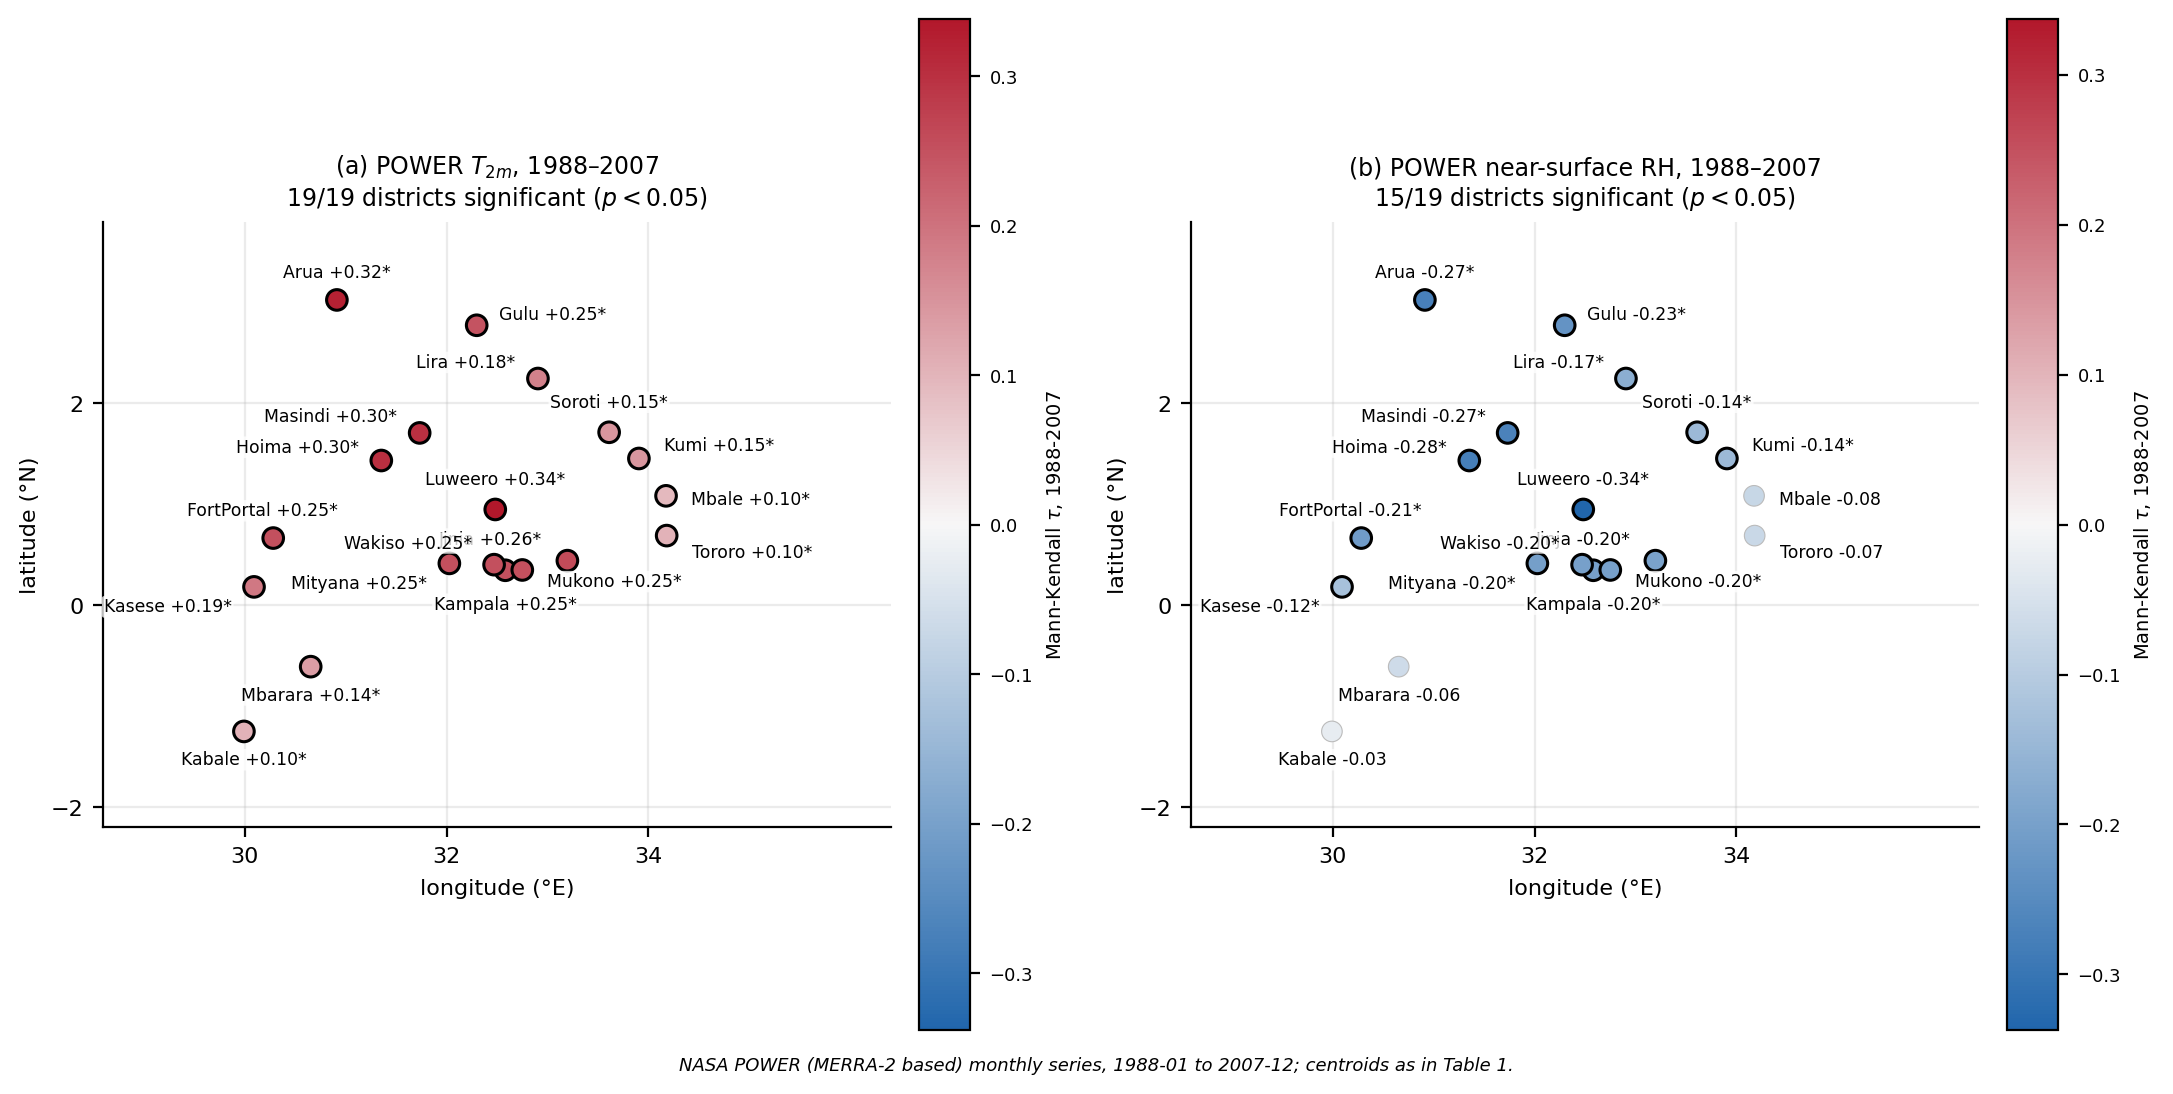 (a) POWER T2m, 1988–2007
19/19 districts significant (p < 0.05)
Arua +0.32*
Gulu +0.25*
Lira +0.18*
Soroti +0.15*
Masindi +0.30*
Kumi +0.15*
Hoima +0.30*
Luweero +0.34*
Mbale +0.10*
FortPortal +0.25*
+0.26*
Wakiso +0.25*
Tororo +0.10*
Mityana +0.25*
Mukono +0.25*
Kampala +0.25*
Kasese +0.19*
Mbarara +0.14*
Kabale +0.10*
2
0
−2
30
32
34
latitude (°N)
longitude (°E)
0.3
0.2
0.1
0.0
−0.1
−0.2
−0.3
Mann-Kendall τ, 1988-2007
(b) POWER near-surface RH, 1988–2007
15/19 districts significant (p < 0.05)
Arua -0.27*
Gulu -0.23*
Lira -0.17*
Soroti -0.14*
Masindi -0.27*
Kumi -0.14*
Hoima -0.28*
Luweero -0.34*
Mbale -0.08
FortPortal -0.21*
-0.20*
Wakiso -0.20*
Tororo -0.07
Mityana -0.20*
Mukono -0.20*
Kampala -0.20*
Kasese -0.12*
Mbarara -0.06
Kabale -0.03
2
0
−2
30
32
34
latitude (°N)
longitude (°E)
0.3
0.2
0.1
0.0
−0.1
−0.2
−0.3
Mann-Kendall τ, 1988-2007
NASA POWER (MERRA-2 based) monthly series, 1988-01 to 2007-12; centroids as in Table 1.